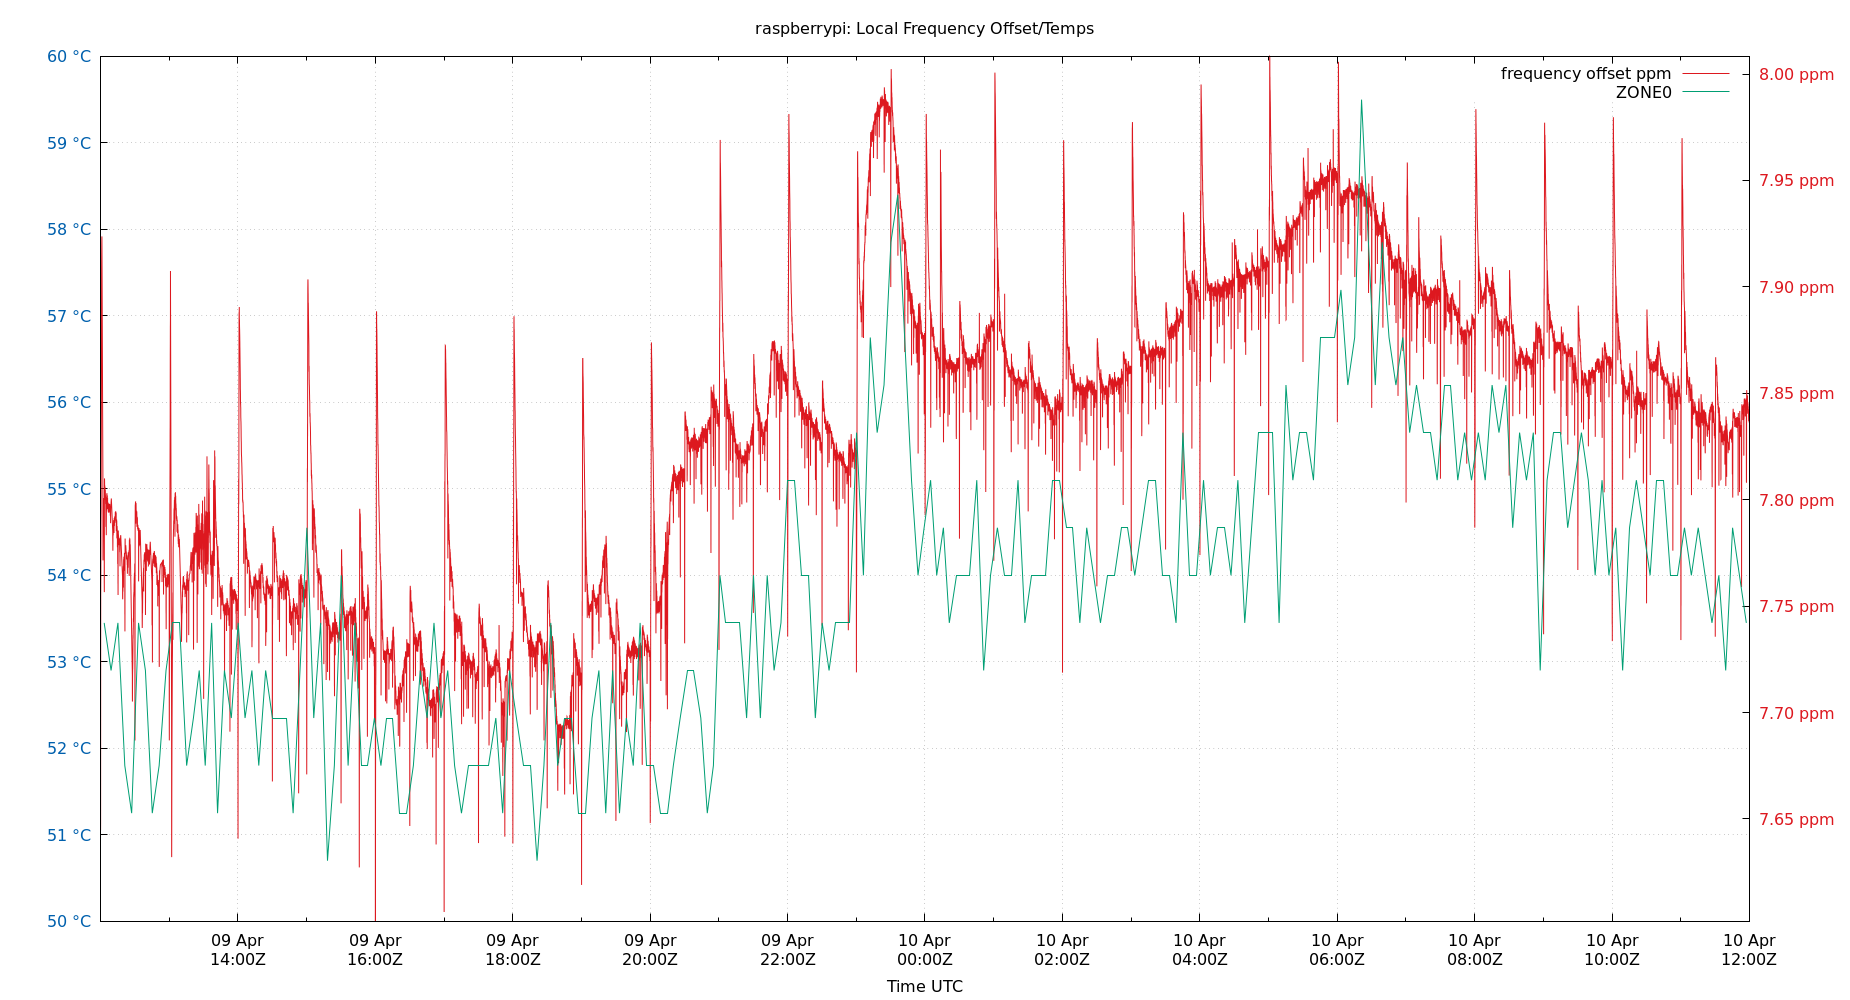 raspberrypi: Local Frequency Offset/Temps
60 °C
59 °C
58 °C
57 °C
56 °C
55 °C
54 °C
53 °C
52 °C
51 °C
50 °C
frequency offset ppm
ZONE0
8.00 ppm
7.95 ppm
7.90 ppm
7.85 ppm
7.80 ppm
7.75 ppm
7.70 ppm
7.65 ppm
09 Apr
14:00Z
09 Apr
16:00Z
09 Apr
18:00Z
09 Apr
20:00Z
09 Apr
22:00Z
10 Apr
00:00Z
10 Apr
02:00Z
10 Apr
04:00Z
10 Apr
06:00Z
10 Apr
08:00Z
10 Apr
10:00Z
10 Apr
12:00Z
Time UTC